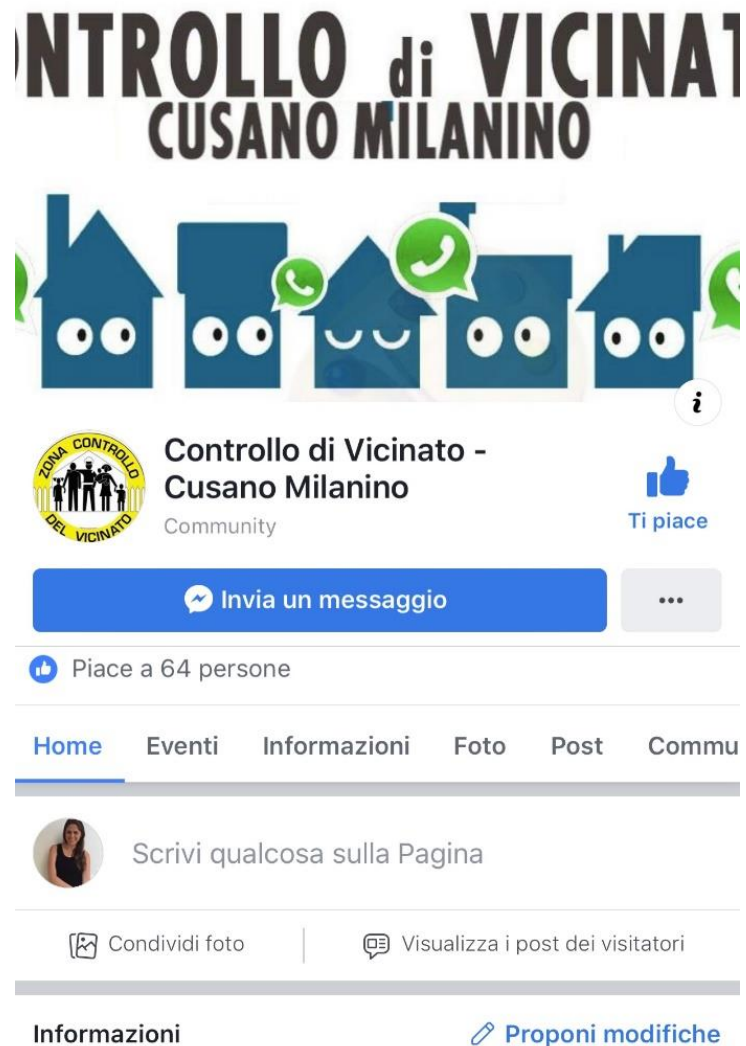 ONTROLLO di VICINAT
CUSANO MILANINO
i
ZONA CONTROLLO
DEL VICINATO
Controllo di Vicinato -
Cusano Milanino
Community
Ti piace
Invia un messaggio
Piace a 64 persone
Home Eventi Informazioni Foto Post Commu
Scrivi qualcosa sulla Pagina
Condividi foto Visualizza i post dei visitatori
Informazioni Proponi modifiche